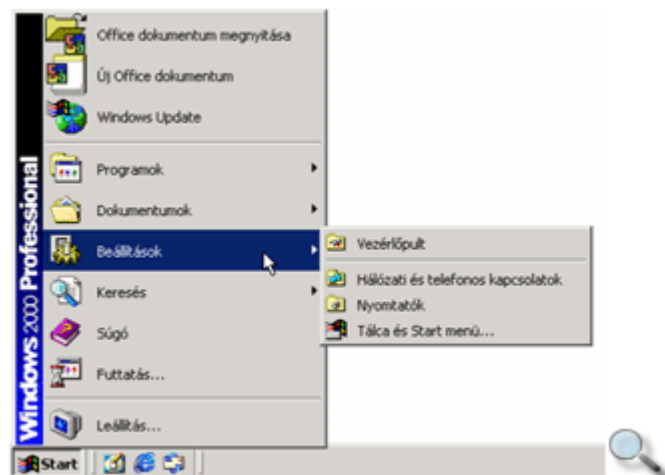 Office dokumentum megnyitása
Új Office dokumentum
Windows Update
Programok
Dokumentumok
Beállítások
Keresés
Súgó
Futtatás...
Leállítás...
Windows 2000 Professional
Vezérlőpult
Hálózati és telefonos kapcsolatok
Nyomtatók
Tálca és Start menü...
Start